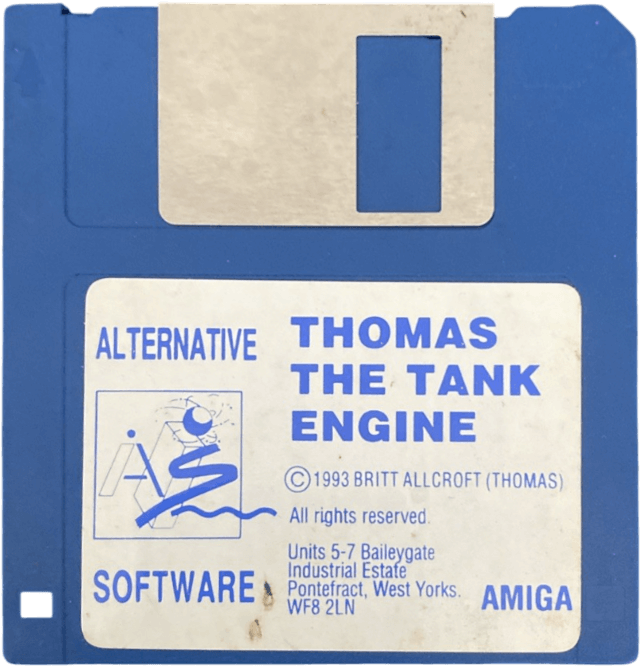 ALTERNATIVE
SOFTWARE
THOMAS
THE TANK
ENGINE
© 1993 BRITT ALLCROFT (THOMAS)
All rights reserved.
Units 5-7 Baileygate
Industrial Estate
Pontefract, West Yorks.
WF8 2LN
AMIGA